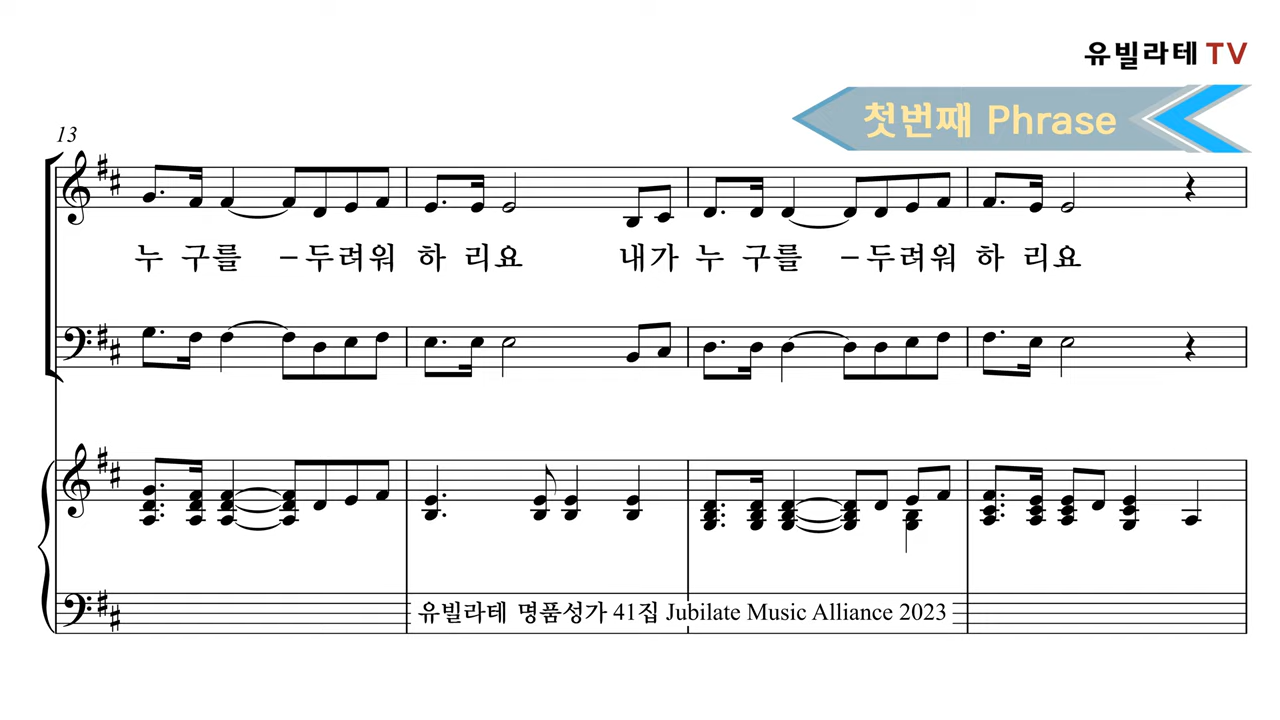 유빌라테 TV
첫번째 Phrase
13
누 구를 –두려워 하 리요 내가 누 구를 –두려워 하 리요
유빌라테 명품성가 41집 Jubilate Music Alliance 2023